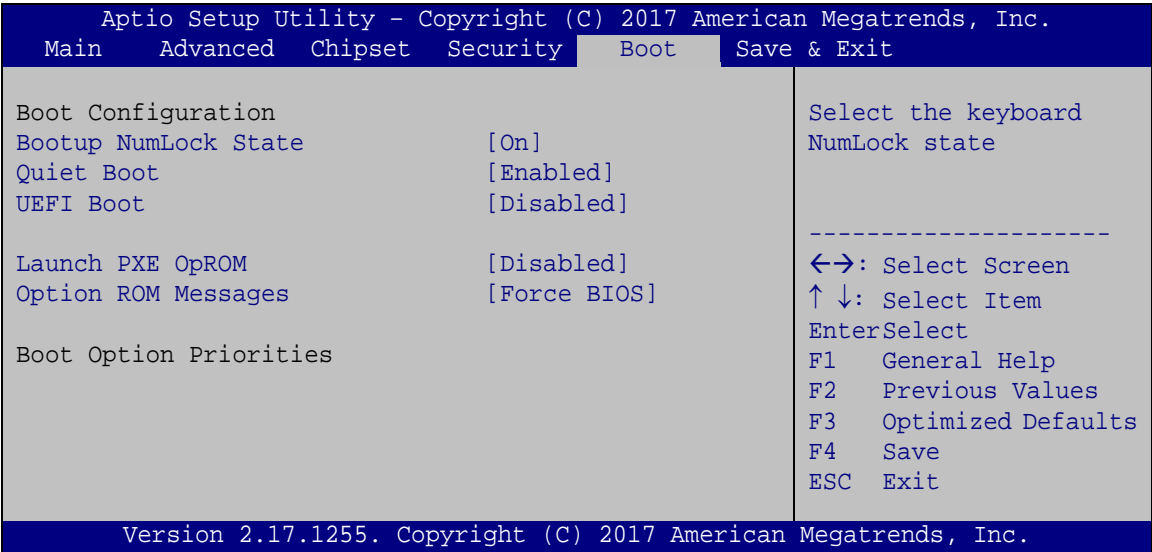 Aptio Setup Utility – Copyright (C) 2017 American Megatrends, Inc.
Main Advanced Chipset Security Boot Save & Exit
Boot Configuration
Bootup NumLock State [On]
Quiet Boot [Enabled]
UEFI Boot [Disabled]
Launch PXE OpROM [Disabled]
Option ROM Messages [Force BIOS]
Boot Option Priorities
Select the keyboard
NumLock state
---------------------
←→: Select Screen
↑ ↓: Select Item
EnterSelect
F1 General Help
F2 Previous Values
F3 Optimized Defaults
F4 Save
ESC Exit
Version 2.17.1255. Copyright (C) 2017 American Megatrends, Inc.